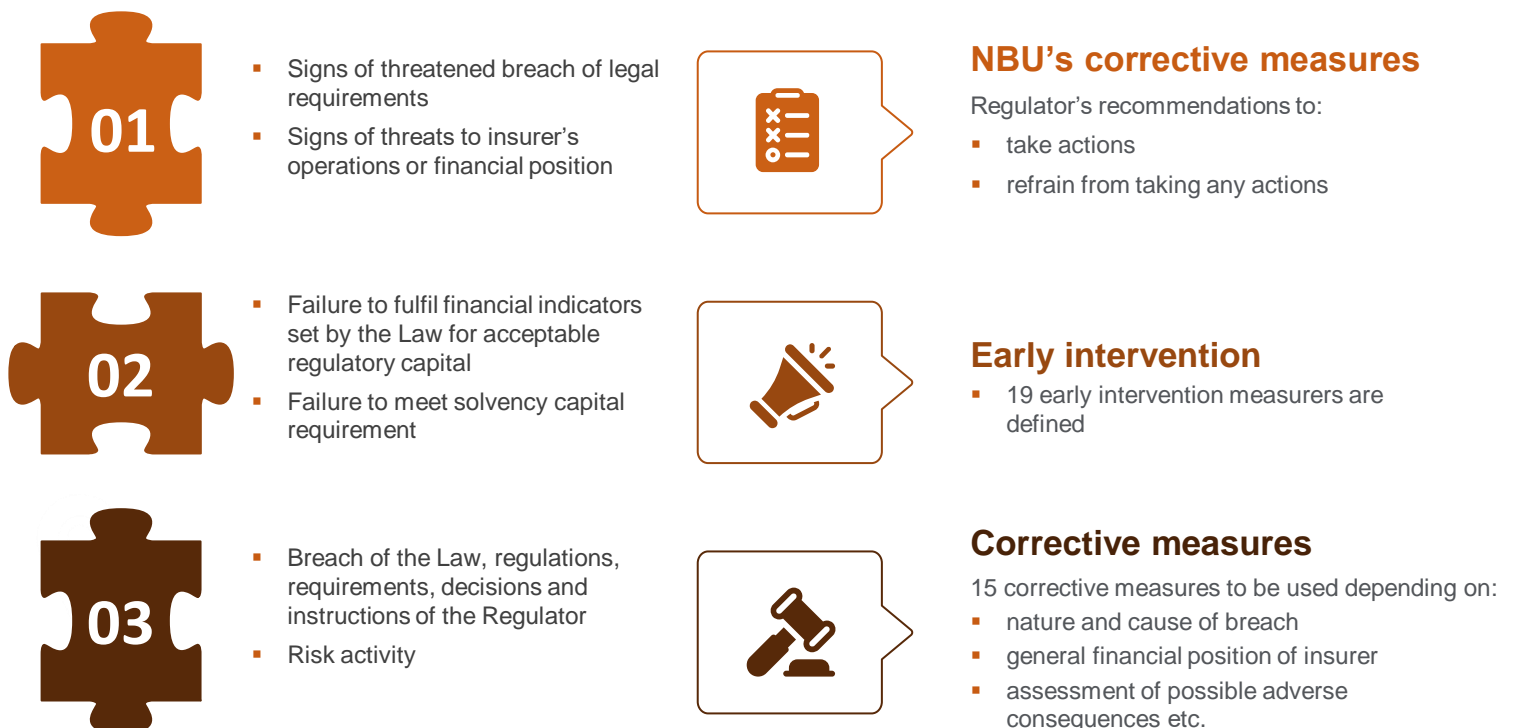 01
▪ Signs of threatened breach of legal
requirements
▪ Signs of threats to insurer's
operations or financial position
NBU's corrective measures
Regulator's recommendations to:
▪ take actions
▪ refrain from taking any actions
02
▪ Failure to fulfil financial indicators
set by the Law for acceptable
regulatory capital
▪ Failure to meet solvency capital
requirement
Early intervention
▪ 19 early intervention measurers are
defined
03
▪ Breach of the Law, regulations,
requirements, decisions and
instructions of the Regulator
▪ Risk activity
Corrective measures
15 corrective measures to be used depending on:
▪ nature and cause of breach
▪ general financial position of insurer
▪ assessment of possible adverse
consequences etc.